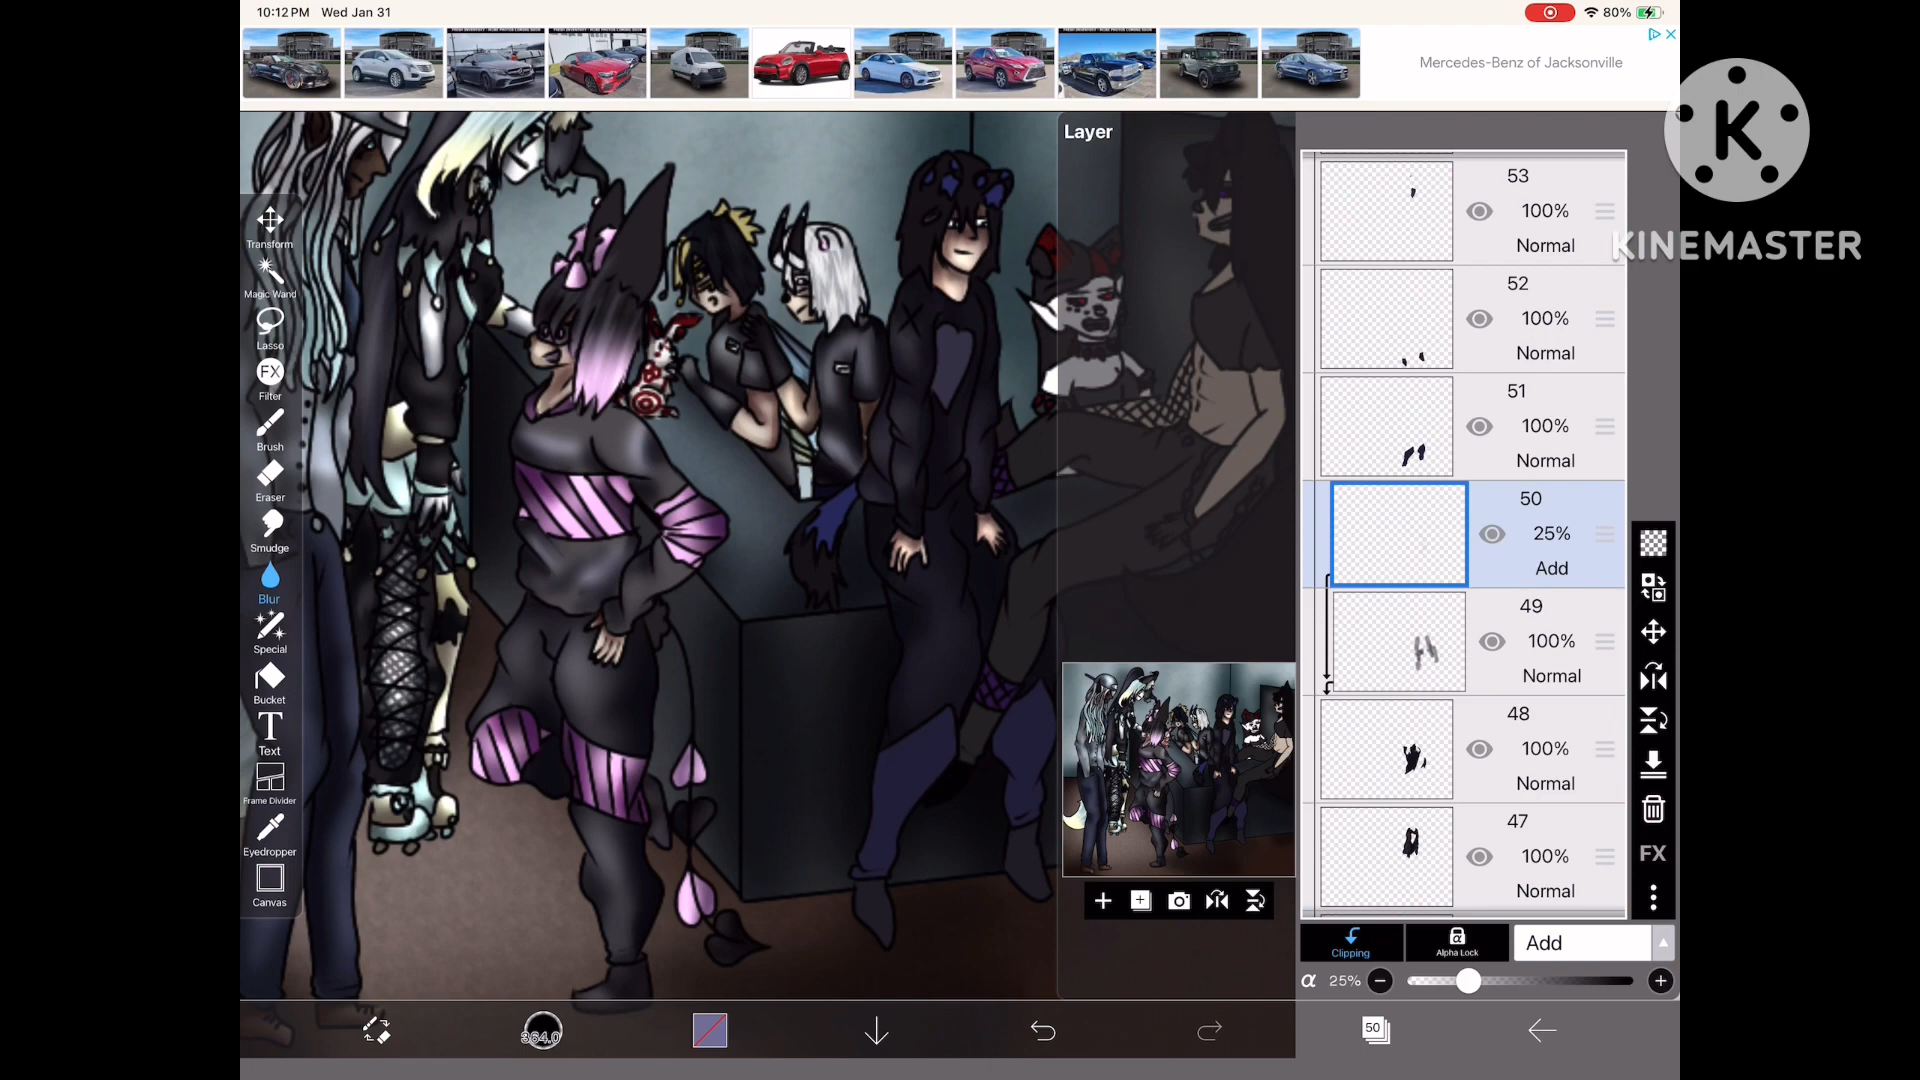 10:12 PM Wed Jan 31
80%
Mercedes-Benz of Jacksonville
K
KINEMASTER
Layer
Transform
Magic Wand
Lasso
FX
Filter
Brush
Eraser
Smudge
Blur
Special
Bucket
T
Text
Frame Divider
Eyedropper
Canvas
53
100%
Normal
52
100%
Normal
51
100%
Normal
50
25%
Add
49
100%
Normal
48
100%
Normal
47
100%
Normal
FX
Clipping
α
Alpha Lock
Add
α 25%
364.0
50